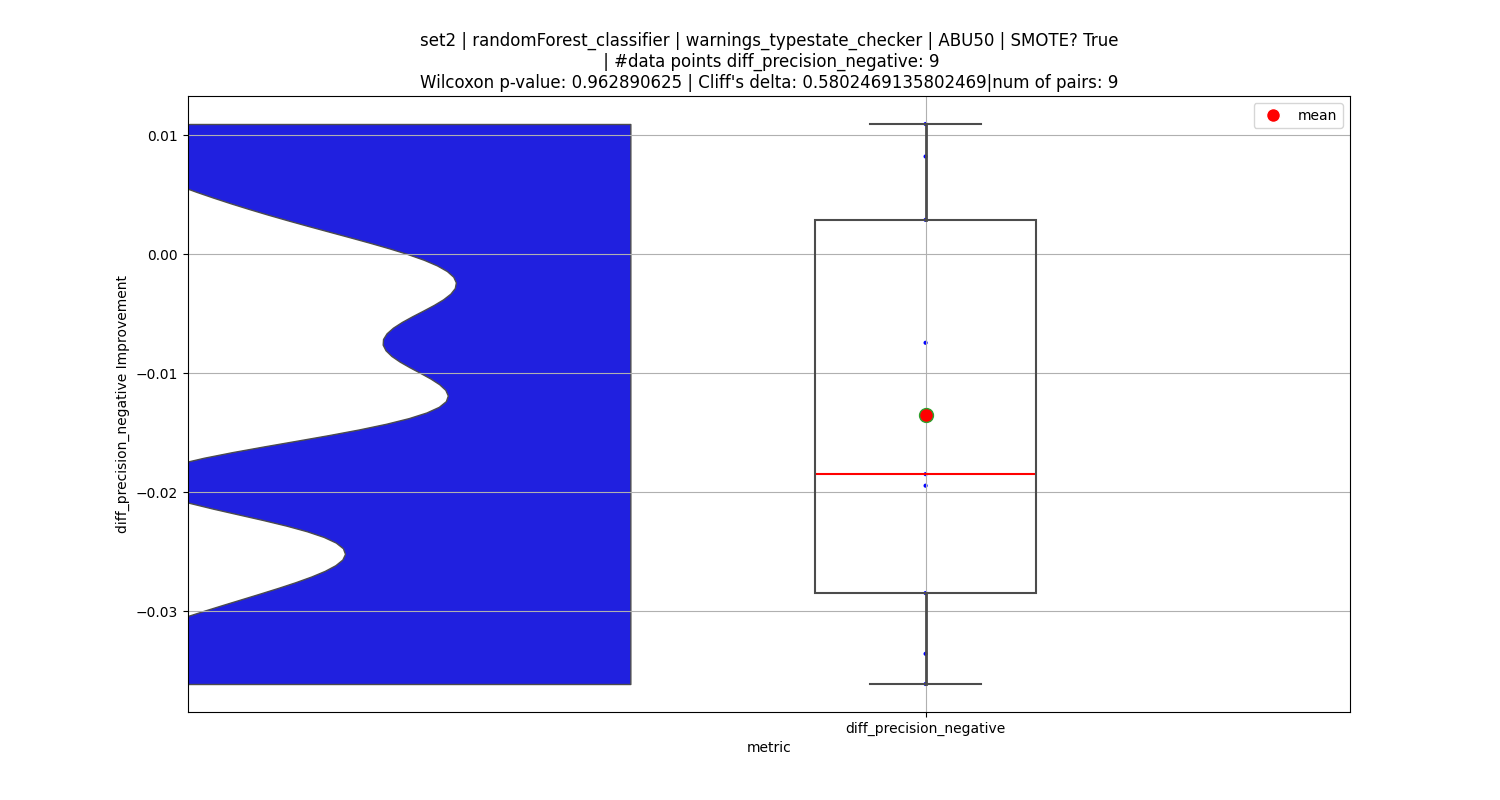 set2 | randomForest_classifier | warnings_typestate_checker | ABU50 | SMOTE? True
| #data points diff_precision_negative: 9
Wilcoxon p-value: 0.962890625 | Cliff's delta: 0.5802469135802469|num of pairs: 9
mean
0.01
0.00
−0.01
−0.02
−0.03
diff_precision_negative Improvement
diff_precision_negative
metric